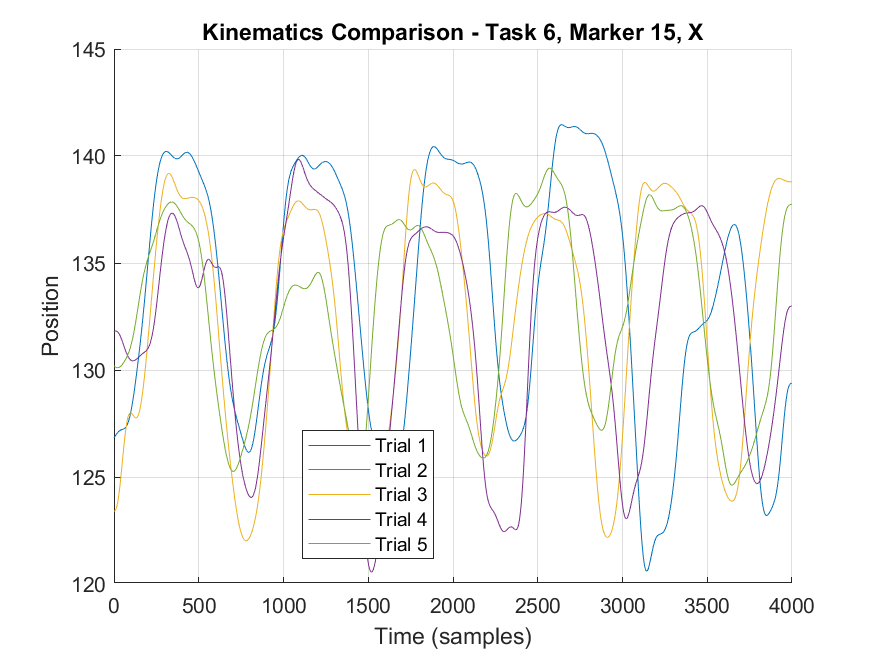 Kinematics Comparison - Task 6, Marker 15, X
145
140
135
130
125
120
Position
Trial 1
Trial 2
Trial 3
Trial 4
Trial 5
0 500 1000 1500 2000 2500 3000 3500 4000
Time (samples)